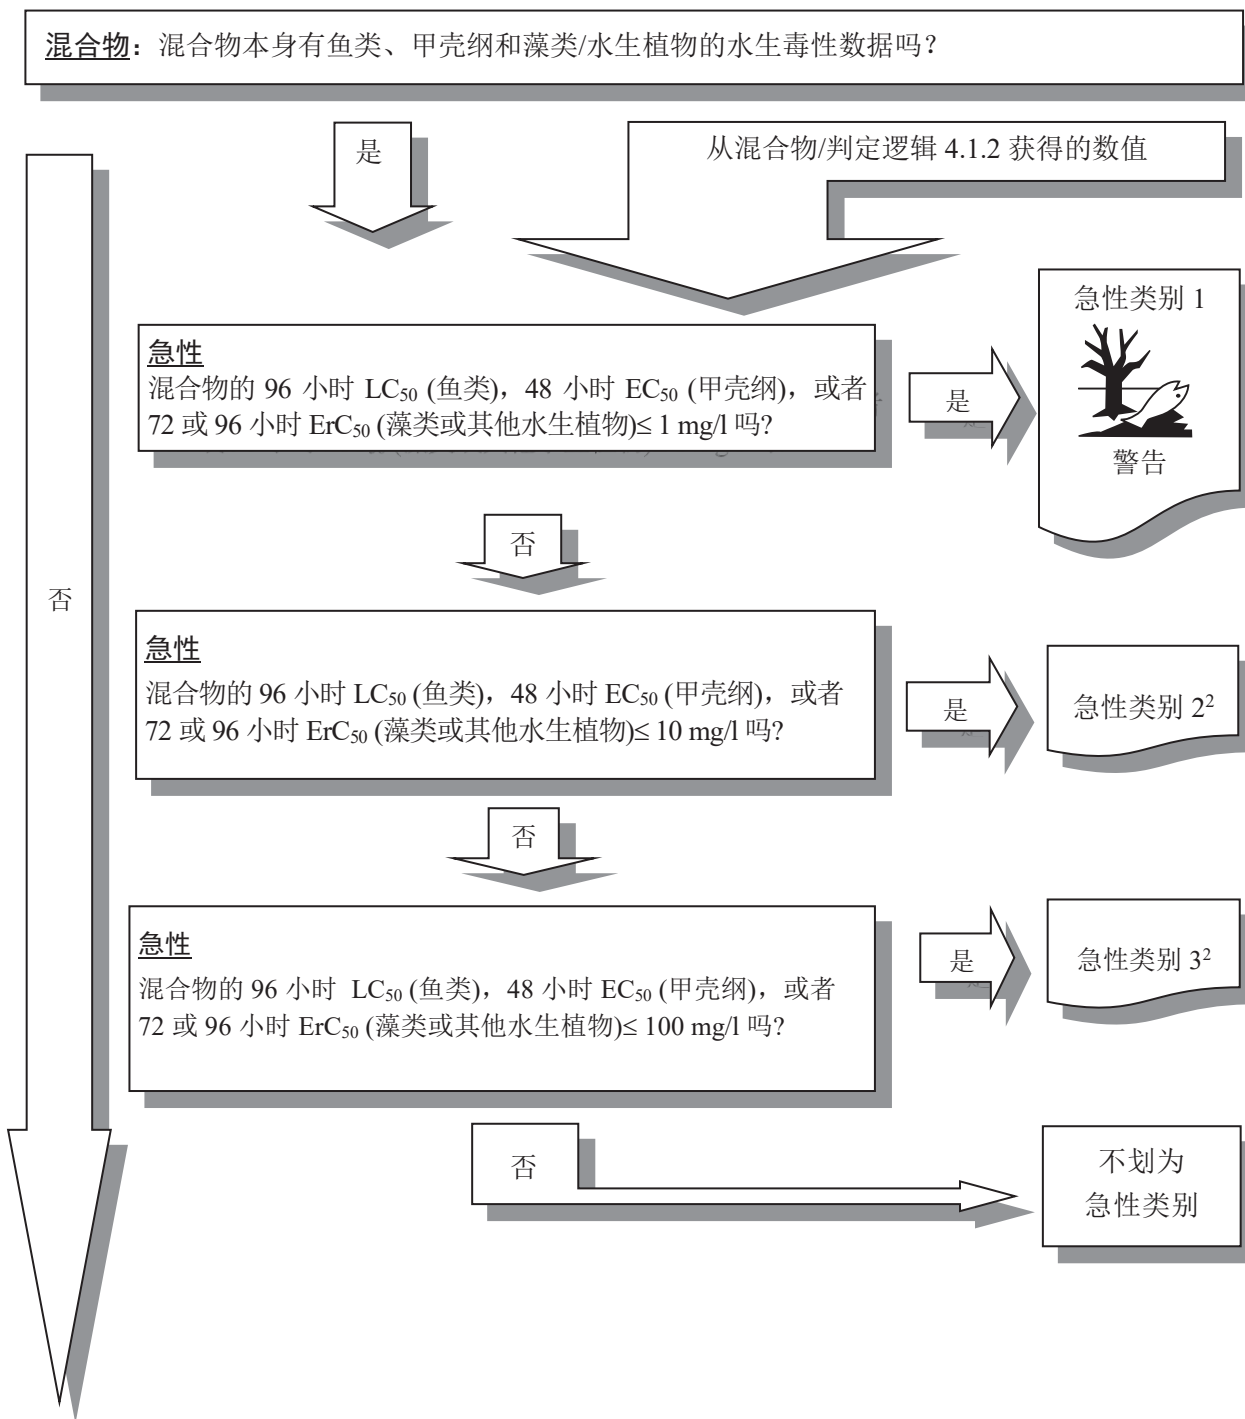 混合物：混合物本身有鱼类、甲壳纲和藻类/水生植物的水生毒性数据吗？
是
从混合物/判定逻辑 4.1.2 获得的数值
急性
混合物的 96 小时 LC50 (鱼类)，48 小时 EC50 (甲壳纲)，或者
72 或 96 小时 ErC50 (藻类或其他水生植物)≤ 1 mg/l 吗?
是
急性类别 1
警告
否
否
急性
混合物的 96 小时 LC50 (鱼类)，48 小时 EC50 (甲壳纲)，或者
72 或 96 小时 ErC50 (藻类或其他水生植物)≤ 10 mg/l 吗?
是
急性类别 2²
否
急性
混合物的 96 小时 LC50 (鱼类)，48 小时 EC50 (甲壳纲)，或者
72 或 96 小时 ErC50 (藻类或其他水生植物)≤ 100 mg/l 吗?
是
急性类别 3²
否
不划为
急性类别